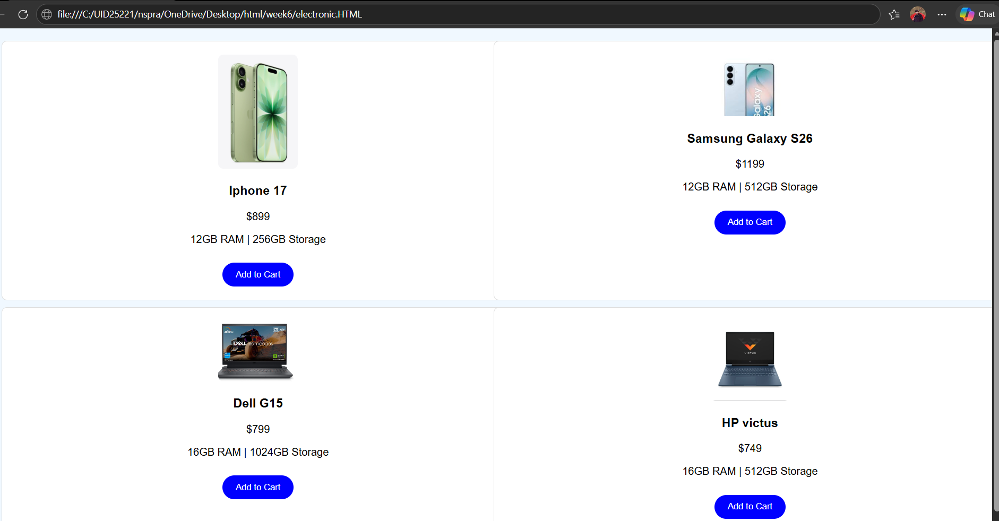 file:///C:/UID25221/nspra/OneDrive/Desktop/html/week6/electronic.HTML
Chat
Iphone 17
$899
12GB RAM | 256GB Storage
Add to Cart
Galaxy
S26
Samsung Galaxy S26
$1199
12GB RAM | 512GB Storage
Add to Cart
DELL Technologies
Dell G15
$799
16GB RAM | 1024GB Storage
Add to Cart
VICTUS
HP victus
$749
16GB RAM | 512GB Storage
Add to Cart